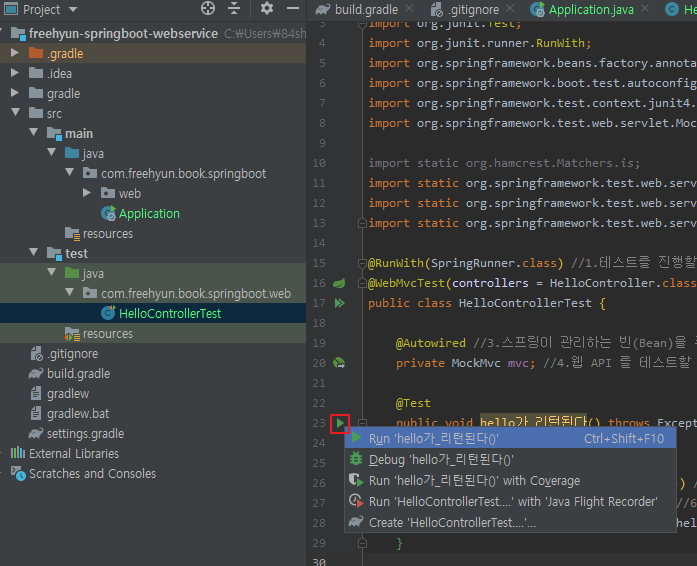 Project
freehyun-springboot-webservice C:₩Users₩84sh
.gradle
.idea
gradle
src
main
java
com.freehyun.book.springboot
web
Application
resources
test
java
com.freehyun.book.springboot.web
HelloControllerTest
resources
.gitignore
build.gradle
gradlew
gradlew.bat
settings.gradle
External Libraries
Scratches and Consoles
build.gradle .gitignore Application.java He
3 import org.junit.Test;
4 import org.junit.runner.RunWith;
5 import org.springframework.beans.factory.annota
6 import org.springframework.boot.test.autoconfig
7 import org.springframework.test.context.junit4.
8 import org.springframework.test.web.servlet.Moc
9
10 import static org.hamcrest.Matchers.is;
11 import static org.springframework.test.web.serv
12 import static org.springframework.test.web.serv
13 import static org.springframework.test.web.serv
14
15 @RunWith(SpringRunner.class) //1.테스트를 진행할
16 @WebMvcTest(controllers = HelloController.class
17 public class HelloControllerTest {
18
19 @Autowired //3.스프링이 관리하는 빈(Bean)을
20 private MockMvc mvc; //4.웹 API 를 테스트할
21
22 @Test
23 public void hello가_리턴된다() throws Except
24
Run 'hello가_리턴된다()' Ctrl+Shift+F10
25
Debug 'hello가_리턴된다()'
26 ) /
Run 'hello가_리턴된다()' with Coverage
27 //6
Run 'HelloControllerTest....' with 'Java Flight Recorder'
28 hel
Create 'HelloControllerTest....'...
29 }
30